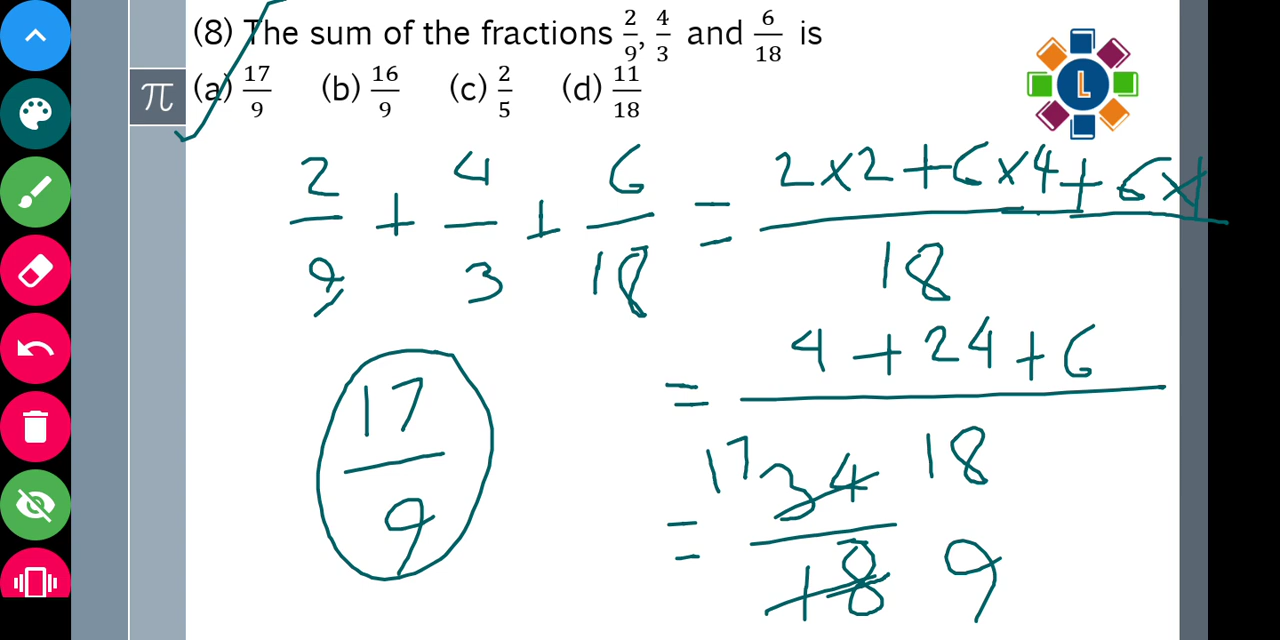 (8) The sum of the fractions 2/9, 4/3 and 6/18 is
π (a) 17/9 (b) 16/9 (c) 2/5 (d) 11/18
L
2/9 + 4/3 + 6/18 = 2×2+6×4+6×1/18
= 4+24+6/18
= 34/18 17 9
17/9